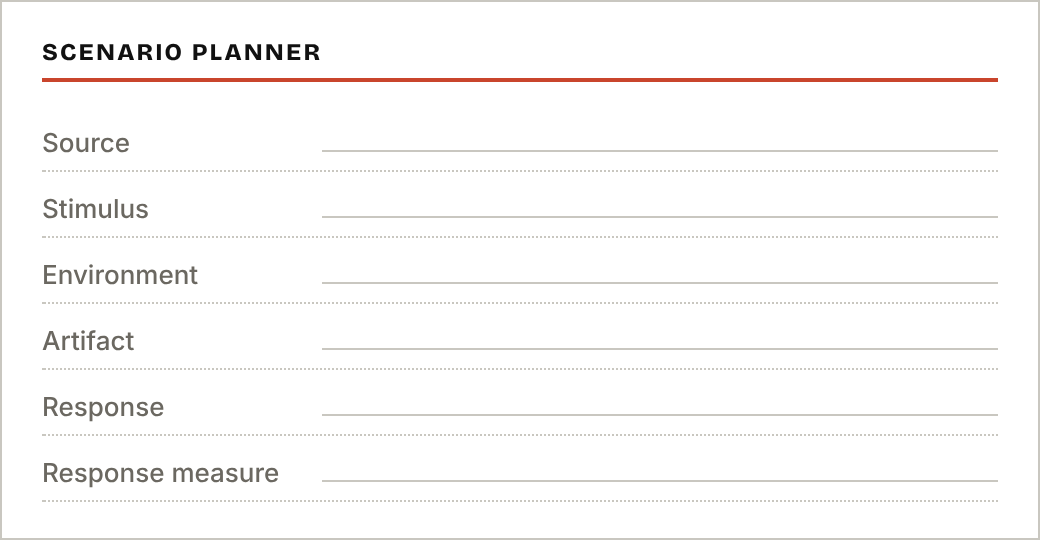 SCENARIO PLANNER
Source
Stimulus
Environment
Artifact
Response
Response measure